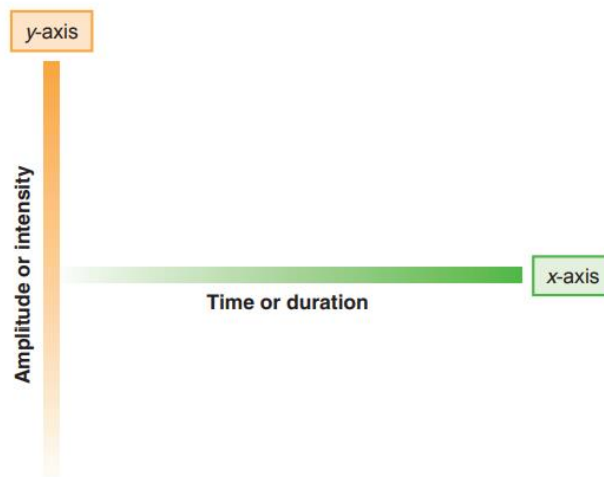 y-axis
Amplitude or intensity
x-axis
Time or duration